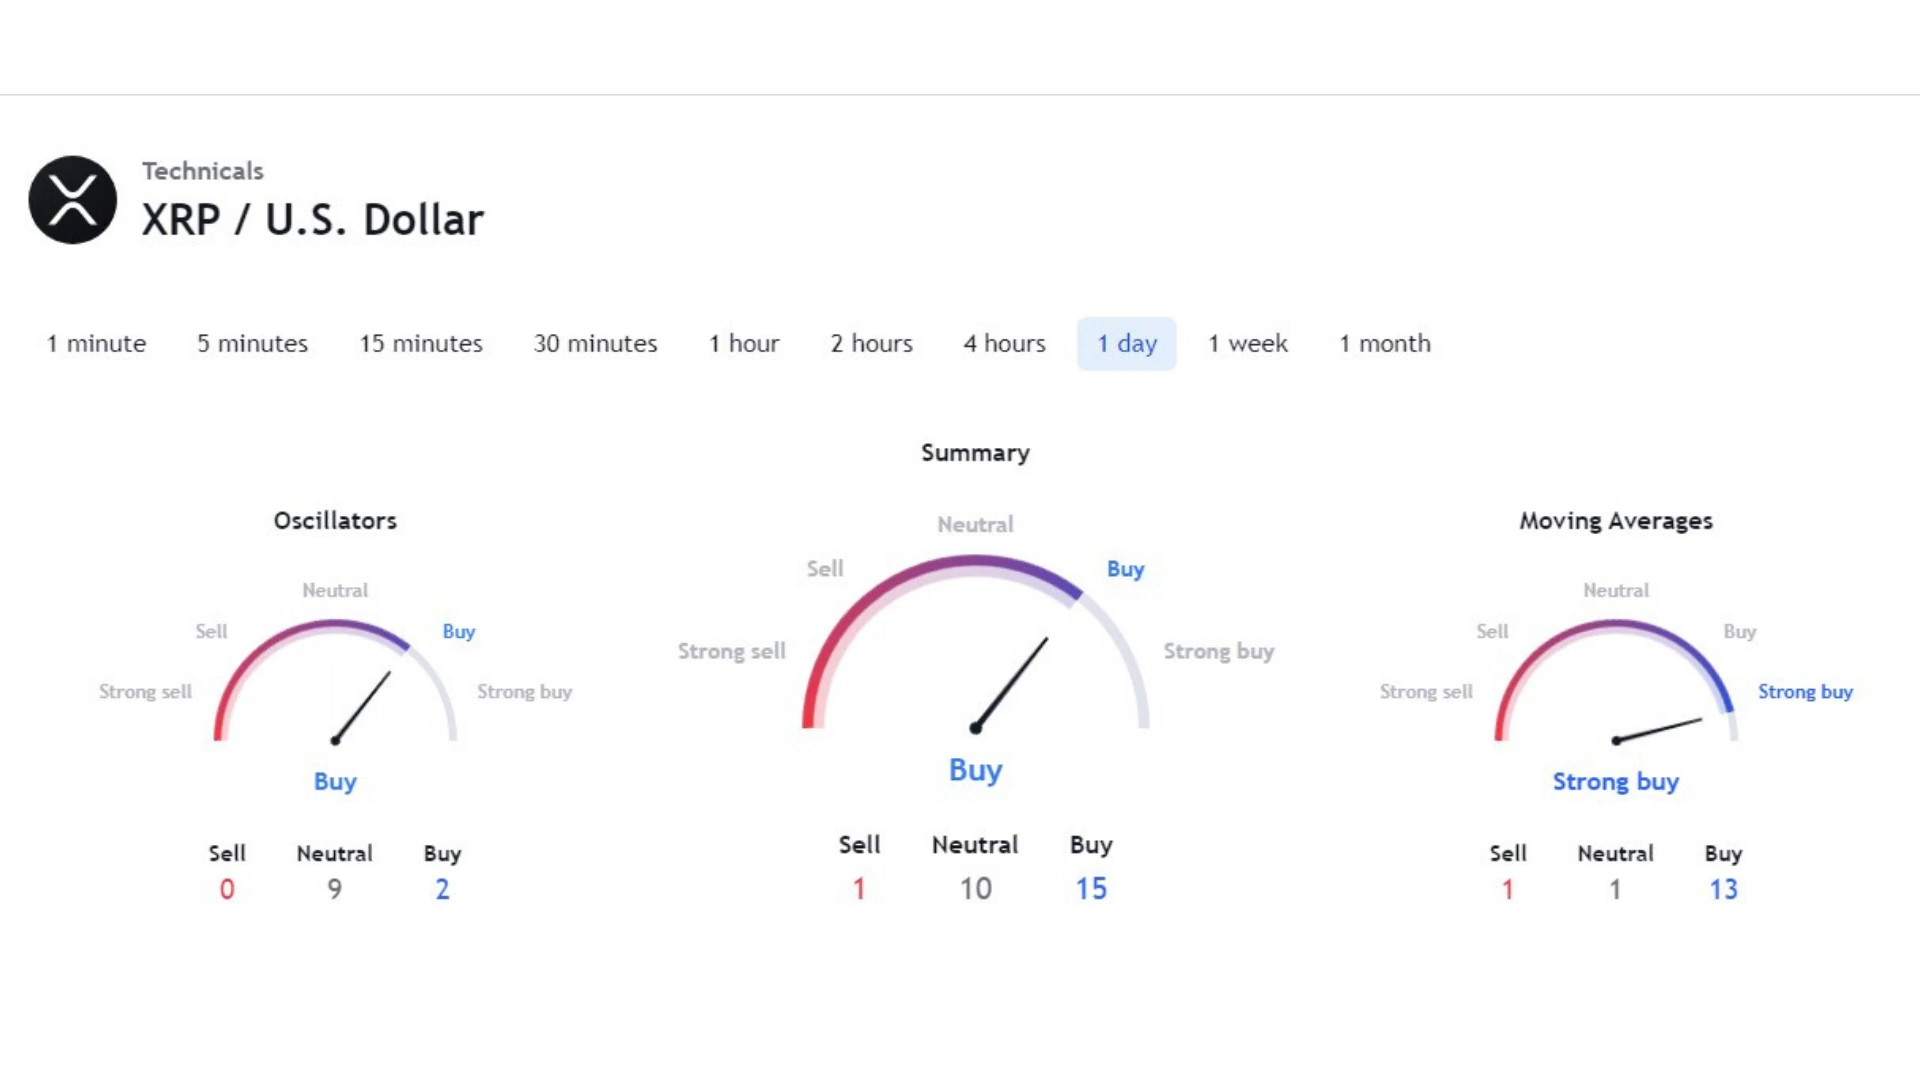 Technicals
XRP / U.S. Dollar
1 minute 5 minutes 15 minutes 30 minutes 1 hour 2 hours 4 hours 1 day 1 week 1 month
Oscillators
Neutral
Sell Buy
Strong sell Strong buy
Buy
Sell Neutral Buy
0 9 2
Summary
Neutral
Sell Buy
Strong sell Strong buy
Buy
Sell Neutral Buy
1 10 15
Moving Averages
Neutral
Sell Buy
Strong sell Strong buy
Strong buy
Sell Neutral Buy
1 1 13